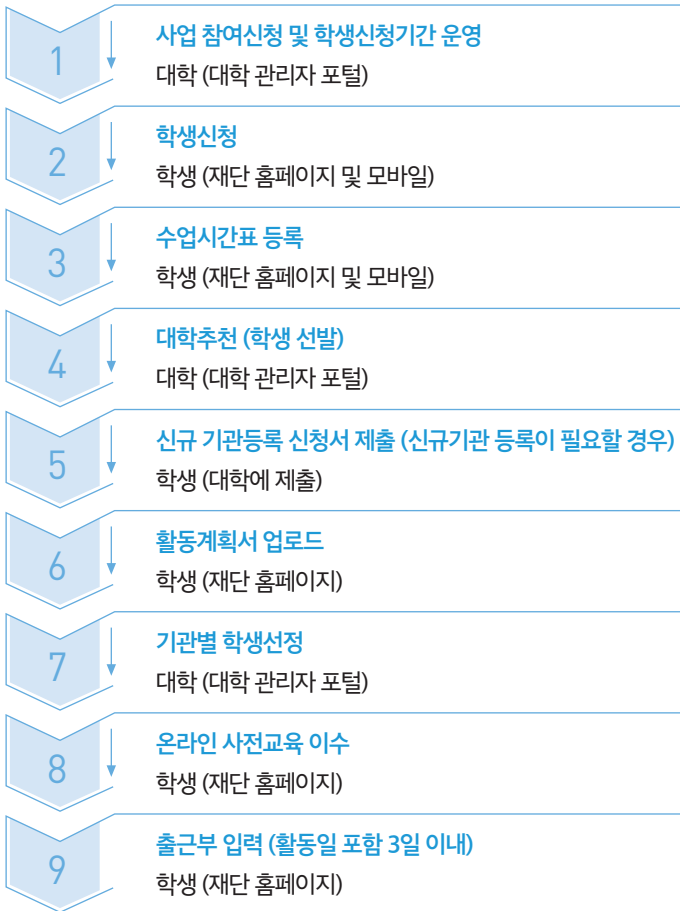 1
사업 참여신청 및 학생신청기간 운영
대학 (대학 관리자 포털)
2
학생신청
학생 (재단 홈페이지 및 모바일)
3
수업시간표 등록
학생 (재단 홈페이지 및 모바일)
4
대학추천 (학생 선발)
대학 (대학 관리자 포털)
5
신규 기관등록 신청서 제출 (신규기관 등록이 필요할 경우)
학생 (대학에 제출)
6
활동계획서 업로드
학생 (재단 홈페이지)
7
기관별 학생선정
대학 (대학 관리자 포털)
8
온라인 사전교육 이수
학생 (재단 홈페이지)
9
출근부 입력 (활동일 포함 3일 이내)
학생 (재단 홈페이지)